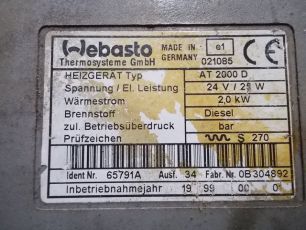 Webasto
Thermosysteme GmbH
MADE IN GERMANY
e1
021085
CE
HEIZGERÄT Typ AT 2000 D
Spannung / El. Leistung 24 V / 25 W
Wärmestrom 2,0 kW
Brennstoff Diesel
zul. Betriebsüberdruck bar
Prüfzeichen S 270
Ident Nr. 65791A Ausf. 34 Fabr. Nr. 0B304892
Inbetriebnahmejahr 19 99 00 0